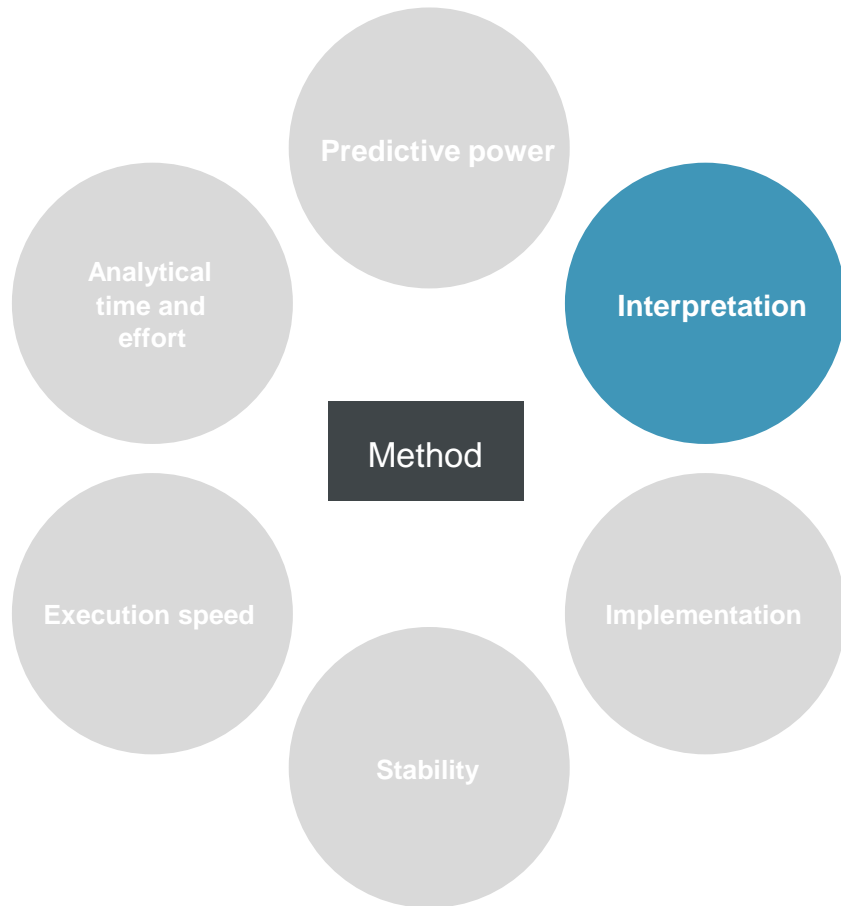 Predictive power
Analytical
time and
effort
Interpretation
Method
Execution speed
Implementation
Stability